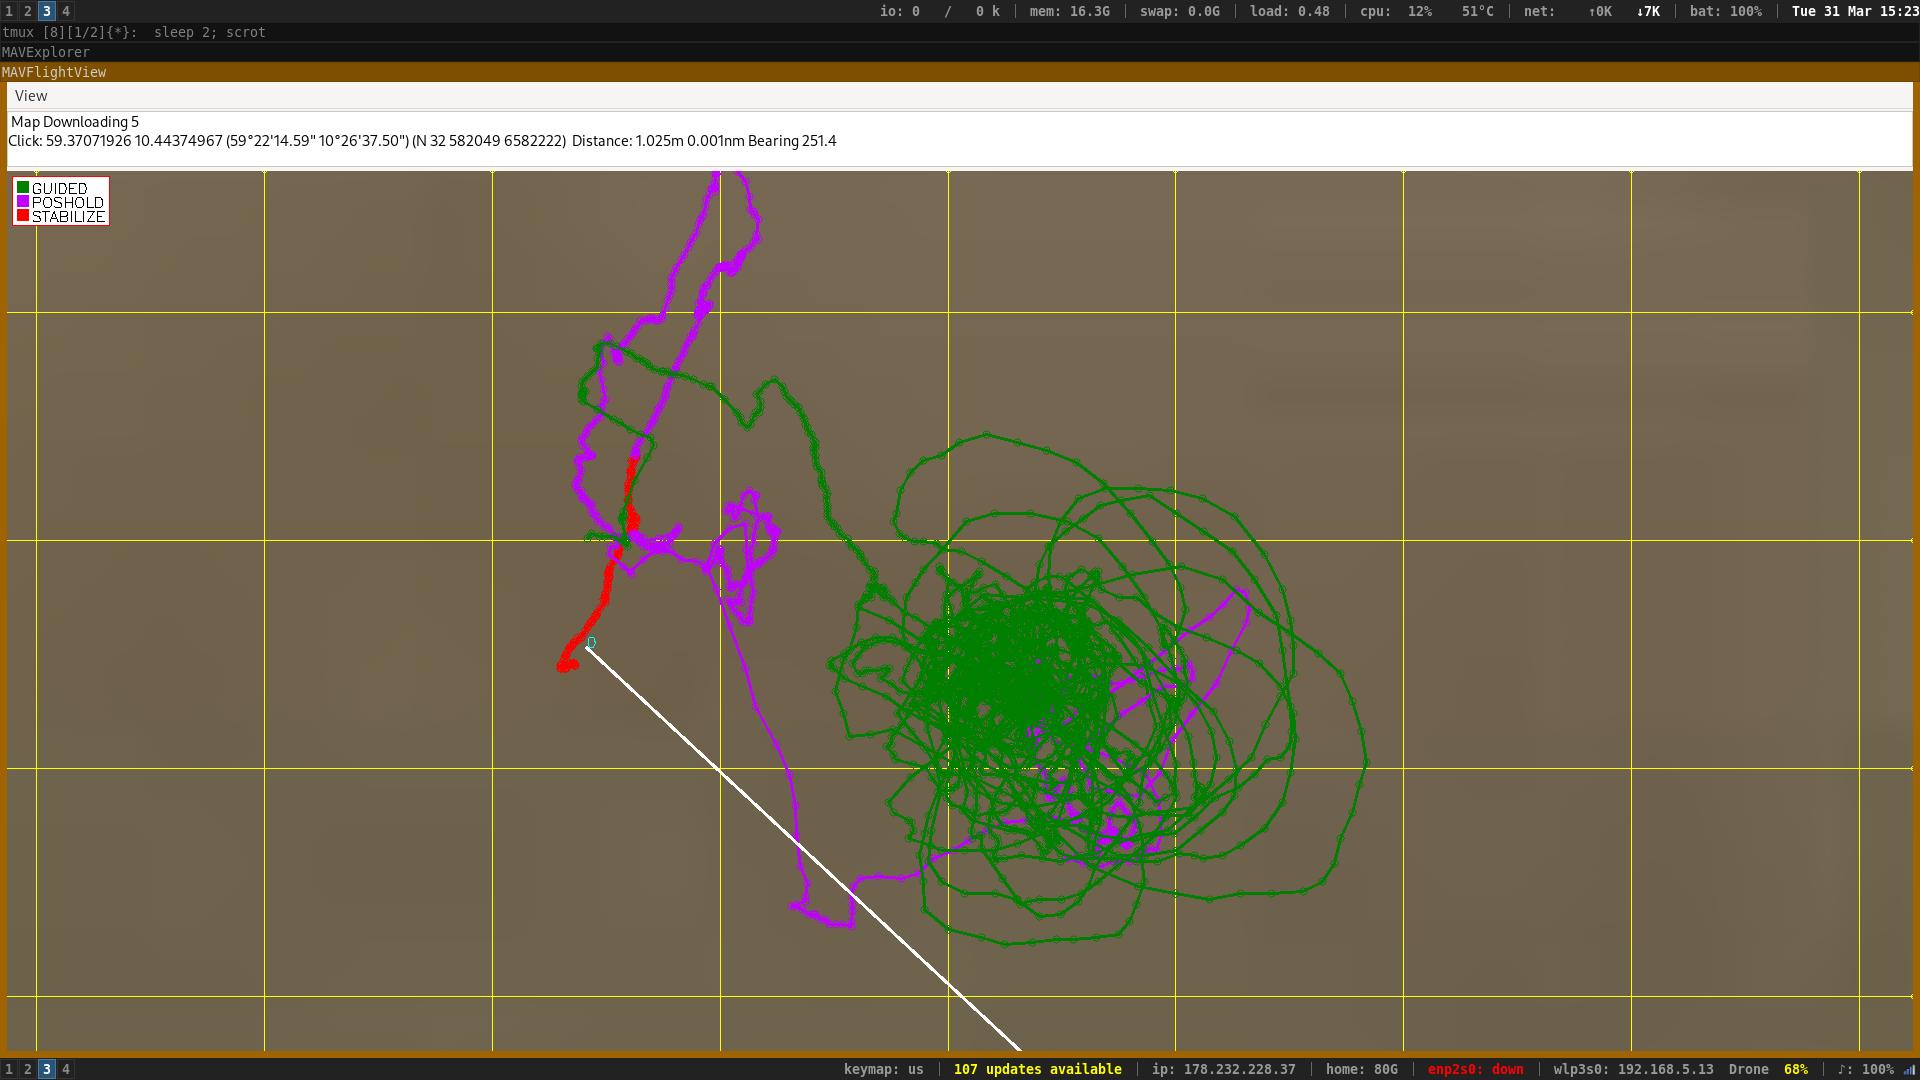 1 2 3 4 io: 0 / 0 k | mem: 16.3G | swap: 0.0G | load: 0.48 | cpu: 12% 51°C | net: ↑0K ↓7K | bat: 100% | Tue 31 Mar 15:23
tmux [8][1/2]{*}: sleep 2; scrot
MAVExplorer
MAVFlightView
View
Map Downloading 5
Click: 59.37071926 10.44374967 (59°22'14.59" 10°26'37.50") (N 32 582049 6582222) Distance: 1.025m 0.001nm Bearing 251.4
GUIDED
POSHOLD
STABILIZE
1 2 3 4 keymap: us | 107 updates available | ip: 178.232.228.37 | home: 80G | enp2s0: down | wlp3s0: 192.168.5.13 Drone 68% | ♪: 100%